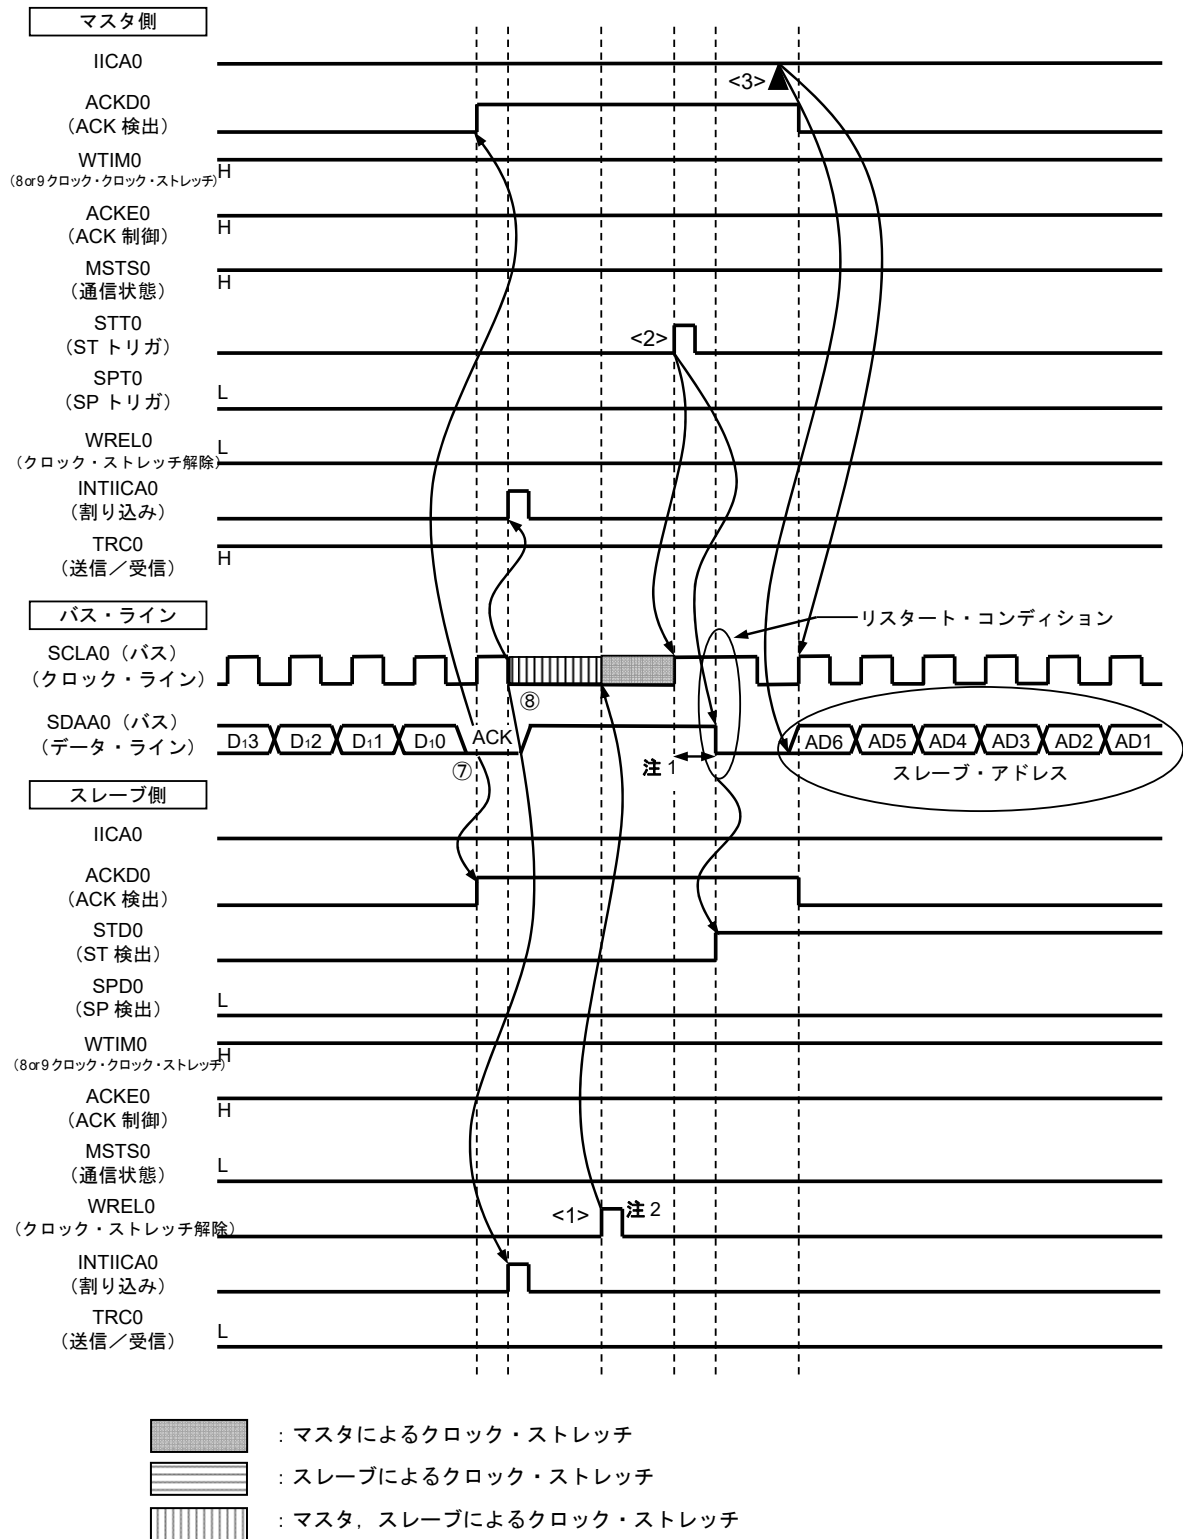 マスタ側
IICA0
<3>
ACKD0
（ACK 検出）
WTIM0
（8or9クロック・クロック・ストレッチ）
H
ACKE0
（ACK 制御）
H
MSTS0
（通信状態）
H
STT0
（ST トリガ）
<2>
SPT0
（SP トリガ）
L
WREL0
（クロック・ストレッチ解除）
L
INTIICA0
（割り込み）
TRC0
（送信／受信）
H
バス・ライン
リスタート・コンディション
SCLA0（バス）
（クロック・ライン）
⑧
SDAA0（バス）
（データ・ライン）
D₁3 D₁2 D₁1 D₁0 ACK AD6 AD5 AD4 AD3 AD2 AD1
⑦
注 1
スレーブ・アドレス
スレーブ側
IICA0
ACKD0
（ACK 検出）
STD0
（ST 検出）
SPD0
（SP 検出）
L
WTIM0
（8or9クロック・クロック・ストレッチ）
H
ACKE0
（ACK 制御）
H
MSTS0
（通信状態）
L
WREL0
（クロック・ストレッチ解除）
<1>
注 2
INTIICA0
（割り込み）
TRC0
（送信／受信）
L
：マスタによるクロック・ストレッチ
：スレーブによるクロック・ストレッチ
：マスタ，スレーブによるクロック・ストレッチ